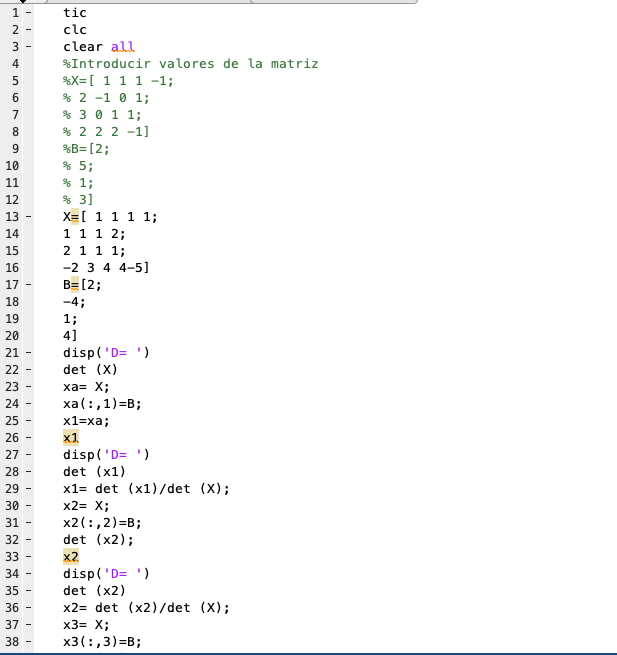 1 - tic
2 - clc
3 - clear all
4 %Introducir valores de la matriz
5 %X=[ 1 1 1 -1;
6 % 2 -1 0 1;
7 % 3 0 1 1;
8 % 2 2 2 -1]
9 %B=[2;
10 % 5;
11 % 1;
12 % 3]
13 - X=[ 1 1 1 1;
14 1 1 1 2;
15 2 1 1 1;
16 -2 3 4 4-5]
17 - B=[2;
18 -4;
19 1;
20 4]
21 - disp('D= ')
22 - det (X)
23 - xa= X;
24 - xa(:,1)=B;
25 - x1=xa;
26 - x1
27 - disp('D= ')
28 - det (x1)
29 - x1= det (x1)/det (X);
30 - x2= X;
31 - x2(:,2)=B;
32 - det (x2);
33 - x2
34 - disp('D= ')
35 - det (x2)
36 - x2= det (x2)/det (X);
37 - x3= X;
38 - x3(:,3)=B;